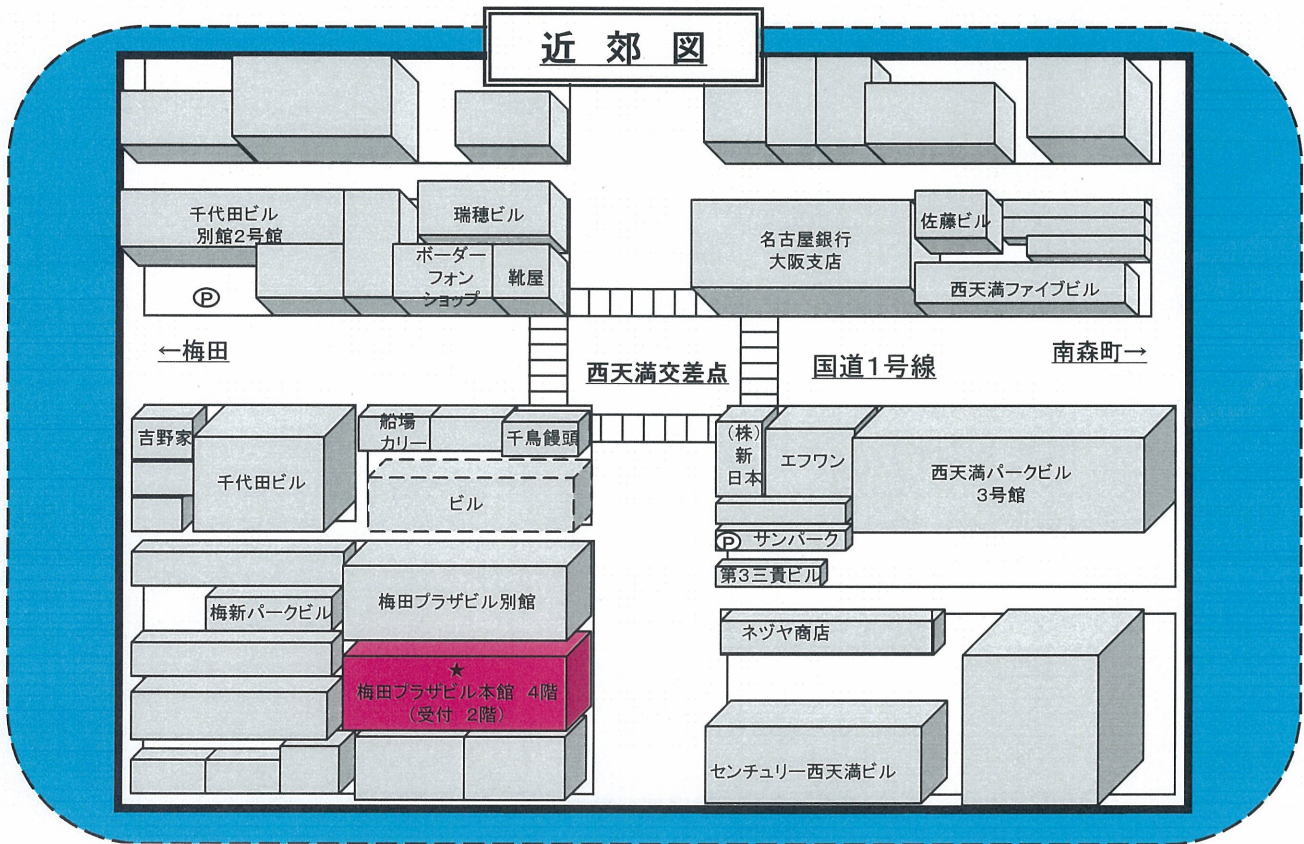 近郊図
千代田ビル
別館2号館
瑞穂ビル
ボーダー
フォン
ショップ
靴屋
Ⓟ
名古屋銀行
大阪支店
佐藤ビル
西天満ファイブビル
←梅田
西天満交差点
国道1号線
南森町→
吉野家
千代田ビル
船場
カリー
千鳥饅頭
ビル
(株)
新
日本
エフワン
西天満パークビル
3号館
Ⓟ サンパーク
第3三貴ビル
梅新パークビル
梅田プラザビル別館
★
梅田プラザビル本館 4階
(受付 2階)
ネヅヤ商店
センチュリー西天満ビル